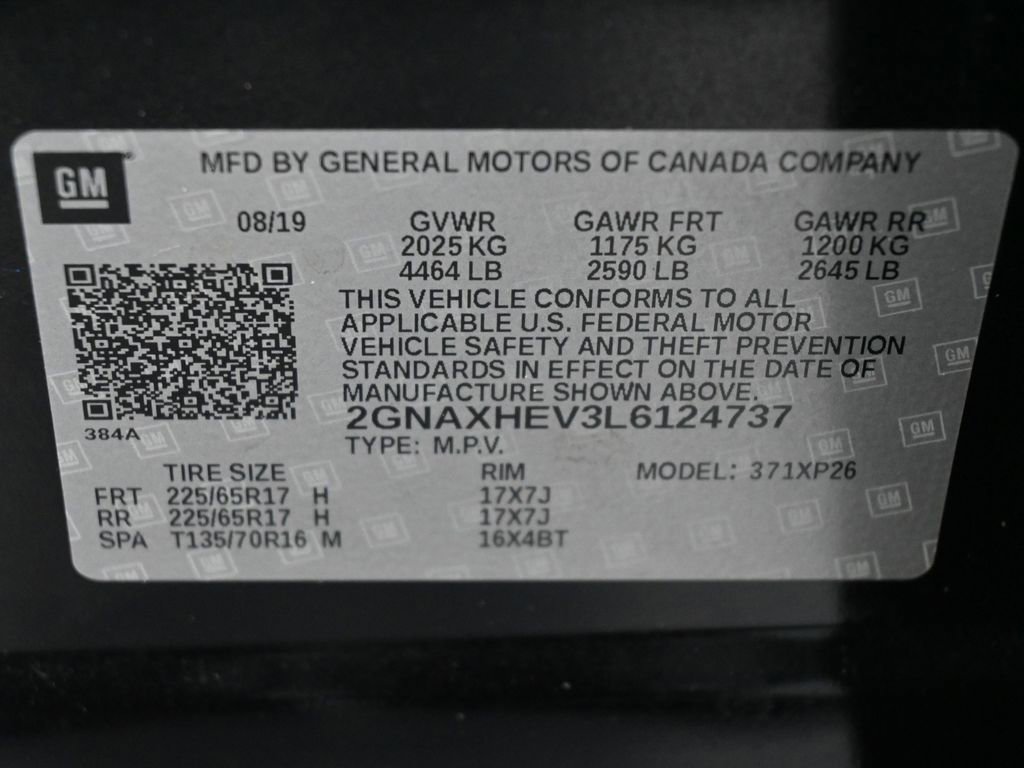 GM
MFD BY GENERAL MOTORS OF CANADA COMPANY
08/19 GVWR GAWR FRT GAWR RR
2025 KG 1175 KG 1200 KG
4464 LB 2590 LB 2645 LB
THIS VEHICLE CONFORMS TO ALL
APPLICABLE U.S. FEDERAL MOTOR
VEHICLE SAFETY AND THEFT PREVENTION
STANDARDS IN EFFECT ON THE DATE OF
MANUFACTURE SHOWN ABOVE.
2GNAXHEV3L6124737
384A
TYPE: M.P.V.
TIRE SIZE RIM MODEL: 371XP26
FRT 225/65R17 H 17X7J
RR 225/65R17 H 17X7J
SPA T135/70R16 M 16X4BT